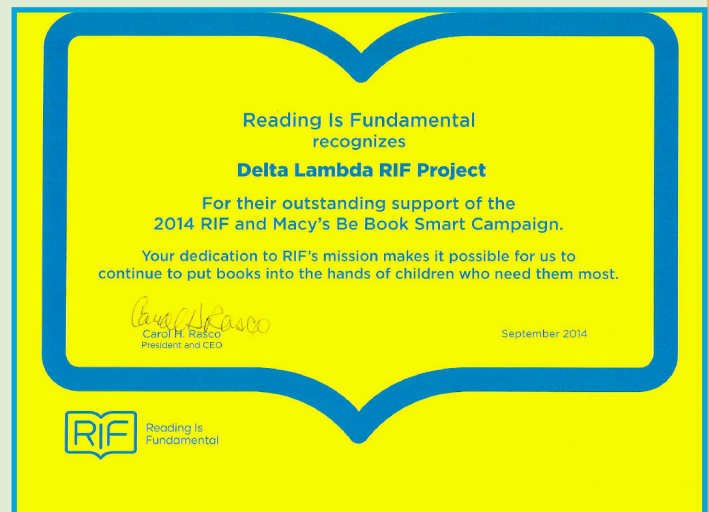 Reading Is Fundamental
recognizes
Delta Lambda RIF Project
For their outstanding support of the
2014 RIF and Macy's Be Book Smart Campaign.
Your dedication to RIF's mission makes it possible for us to
continue to put books into the hands of children who need them most.
Carol H Rasco
Carol H. Rasco
President and CEO
September 2014
RIF
Reading Is
Fundamental